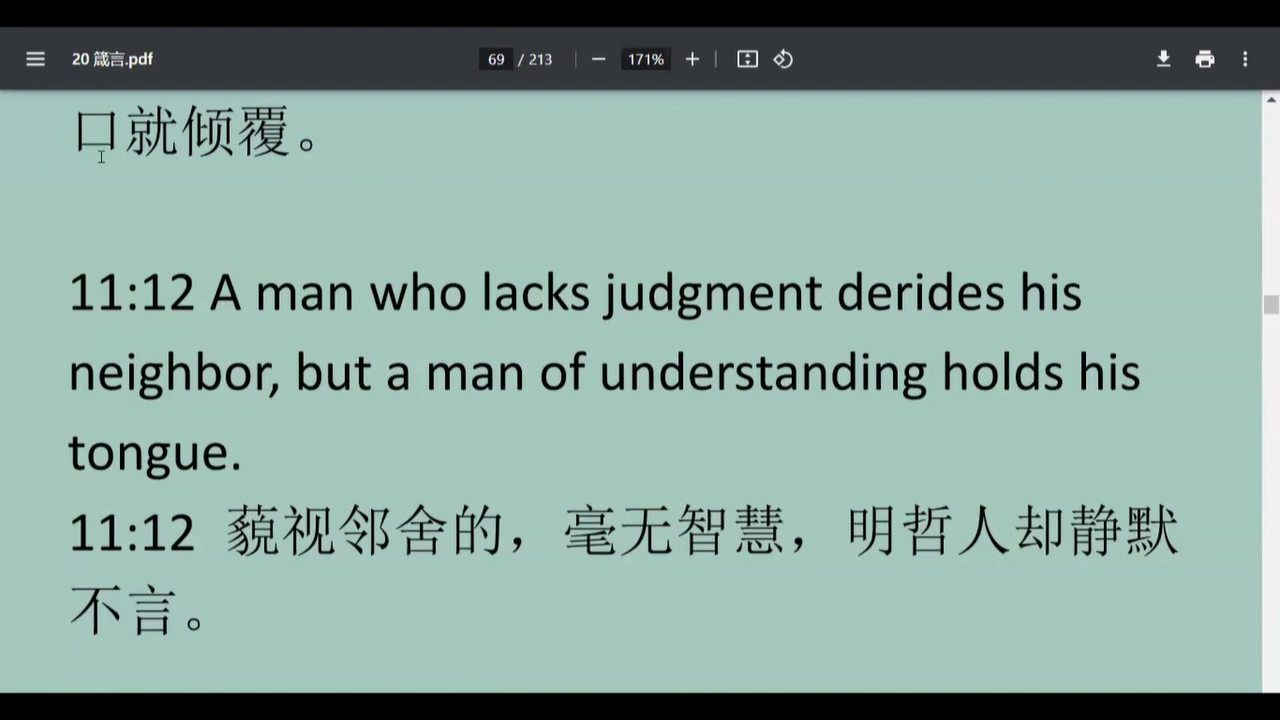 20 箴言.pdf
69 / 213
171%
口就倾覆。
11:12 A man who lacks judgment derides his
neighbor, but a man of understanding holds his
tongue.
11:12 藐视邻舍的，毫无智慧，明哲人却静默
不言。